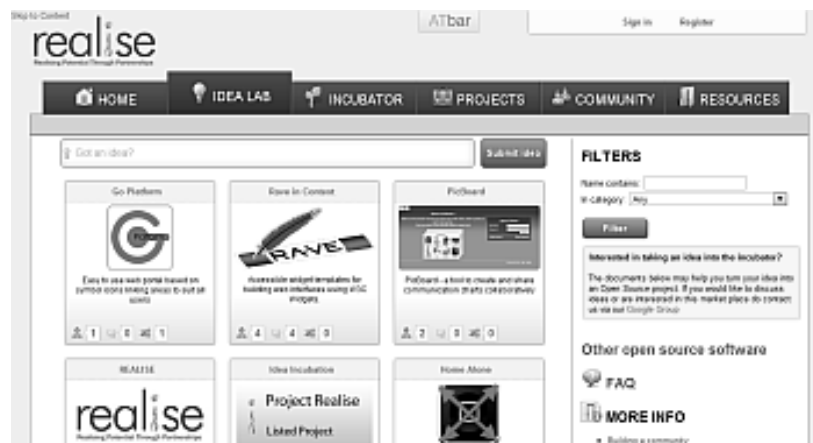 Skip to Content
realise
Realising Potential Through Partnerships
ATbar
Sign in Register
HOME IDEA LAB INCUBATOR PROJECTS COMMUNITY RESOURCES
Got an idea?
Submit idea
FILTERS
Name contains:
In category: Any
Filter
Go Platform
Easy to use web portal based on
symbol icons linking areas to suit all
users
1 0 1
Rave in Context
RAVE
Accessible widget templates for
building user interfaces using W3C
widgets.
4 4 0
PicBoard
PicBoard - a tool to create and share
communication charts collaboratively
2 0 0
Interested in taking an idea into the incubator?
The documents below may help you turn your idea into
an Open Source project. If you would like to discuss
ideas or are interested in this market place do contact
us via our Google Group
REALISE
realise
Realising Potential Through Partnerships
Idea Incubation
Project Realise
Listed Project
Home Alone
Other open source software
FAQ
MORE INFO
Building a community